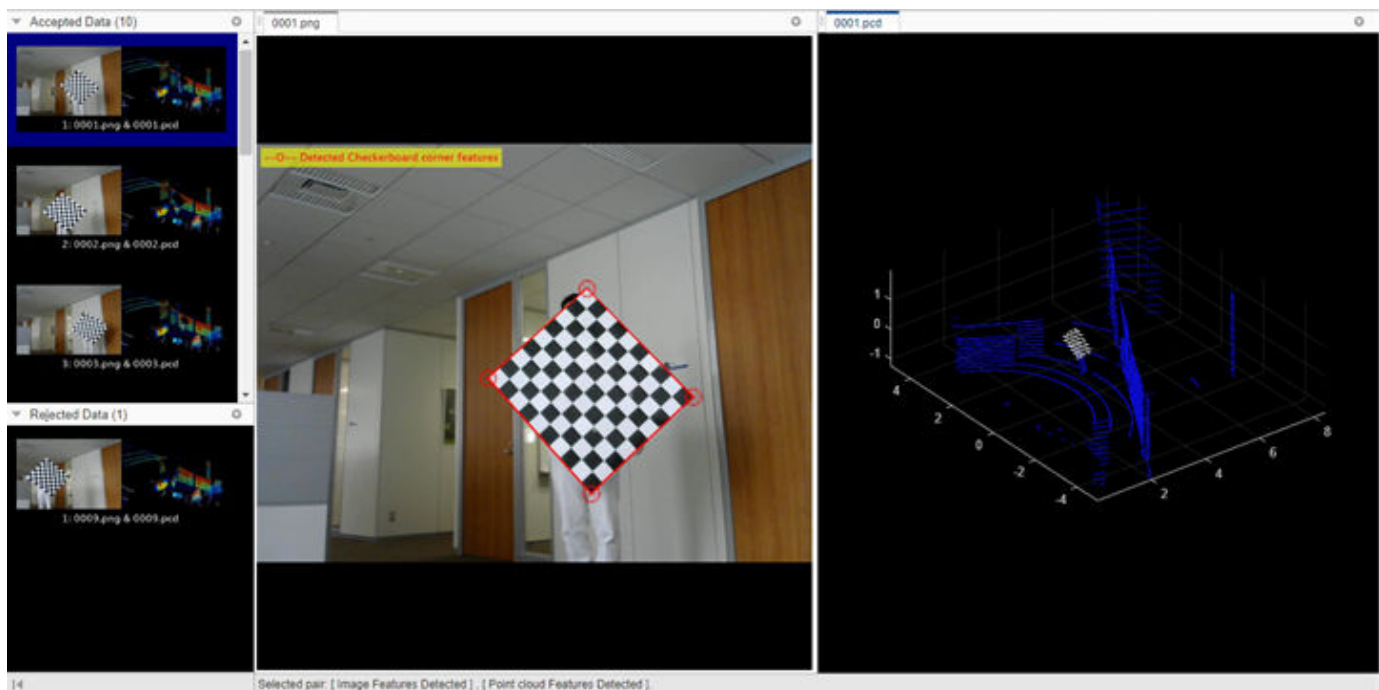 Accepted Data (10)
1: 0001.png & 0001.pcd
2: 0002.png & 0002.pcd
3: 0003.png & 0003.pcd
Rejected Data (1)
1: 0009.png & 0009.pcd
0001.png
---O--- Detected Checkerboard corner features
0001.pcd
1
0
-1
4
2
0
-2
-4
2
4
6
8
Selected pair: [ Image Features Detected ] , [ Point cloud Features Detected ].